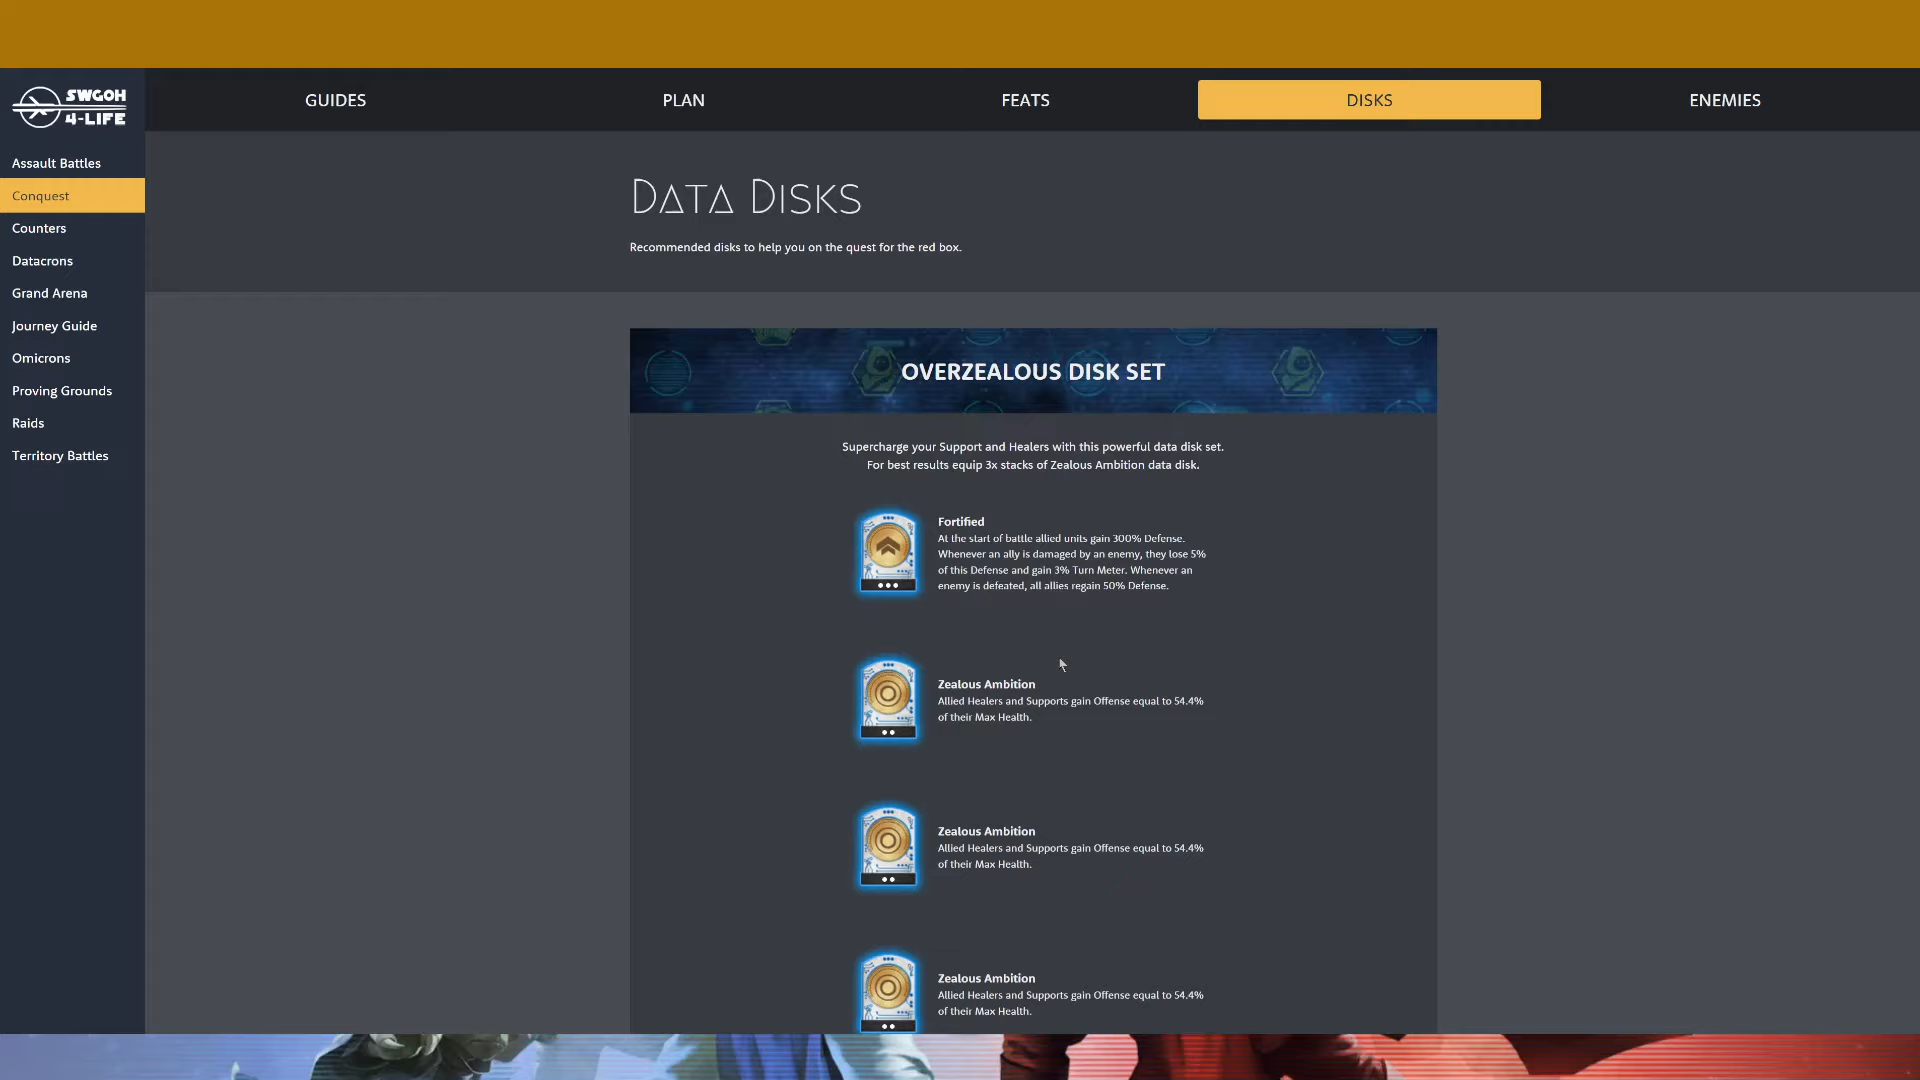 SWGOH
4-LIFE
GUIDES
PLAN
FEATS
DISKS
ENEMIES
Assault Battles
Conquest
Counters
Datacrons
Grand Arena
Journey Guide
Omicrons
Proving Grounds
Raids
Territory Battles
DATA DISKS
Recommended disks to help you on the quest for the red box.
OVERZEALOUS DISK SET
Supercharge your Support and Healers with this powerful data disk set.
For best results equip 3x stacks of Zealous Ambition data disk.
Fortified
At the start of battle allied units gain 300% Defense.
Whenever an ally is damaged by an enemy, they lose 5%
of this Defense and gain 3% Turn Meter. Whenever an
enemy is defeated, all allies regain 50% Defense.
Zealous Ambition
Allied Healers and Supports gain Offense equal to 54.4%
of their Max Health.
Zealous Ambition
Allied Healers and Supports gain Offense equal to 54.4%
of their Max Health.
Zealous Ambition
Allied Healers and Supports gain Offense equal to 54.4%
of their Max Health.